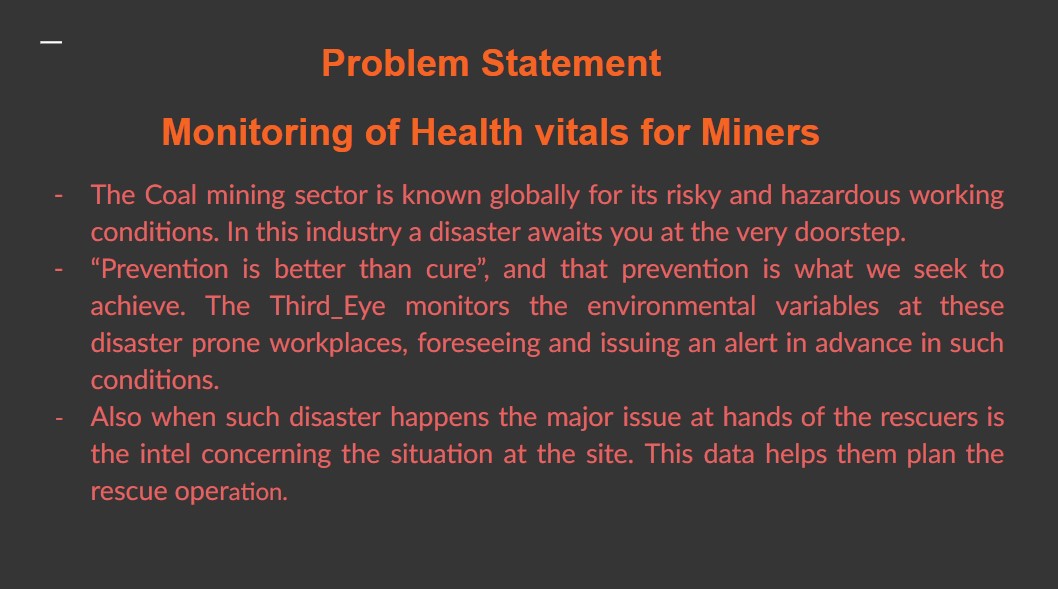 Problem Statement
Monitoring of Health vitals for Miners
- The Coal mining sector is known globally for its risky and hazardous working
conditions. In this industry a disaster awaits you at the very doorstep.
- “Prevention is better than cure”, and that prevention is what we seek to
achieve. The Third_Eye monitors the environmental variables at these
disaster prone workplaces, foreseeing and issuing an alert in advance in such
conditions.
- Also when such disaster happens the major issue at hands of the rescuers is
the intel concerning the situation at the site. This data helps them plan the
rescue operation.